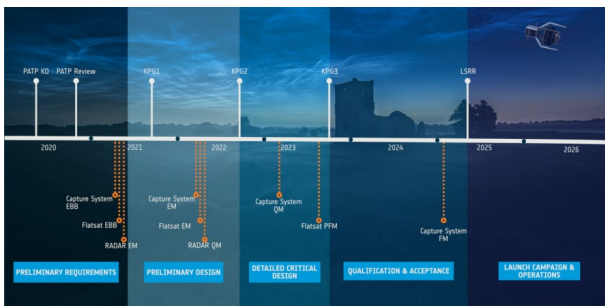 PATP KO
PATP Review
KPG1
KPG2
KPG3
LSRR
2020
2021
2022
2023
2024
2025
2026
Capture System
EBB
Flatsat EBB
RADAR EM
Capture System
EM
Flatsat EM
RADAR QM
Capture System
QM
Flatsat PFM
Capture System
FM
PRELIMINARY REQUIREMENTS
PRELIMINARY DESIGN
DETAILED CRITICAL
DESIGN
QUALIFICATION & ACCEPTANCE
LAUNCH CAMPAIGN &
OPERATIONS